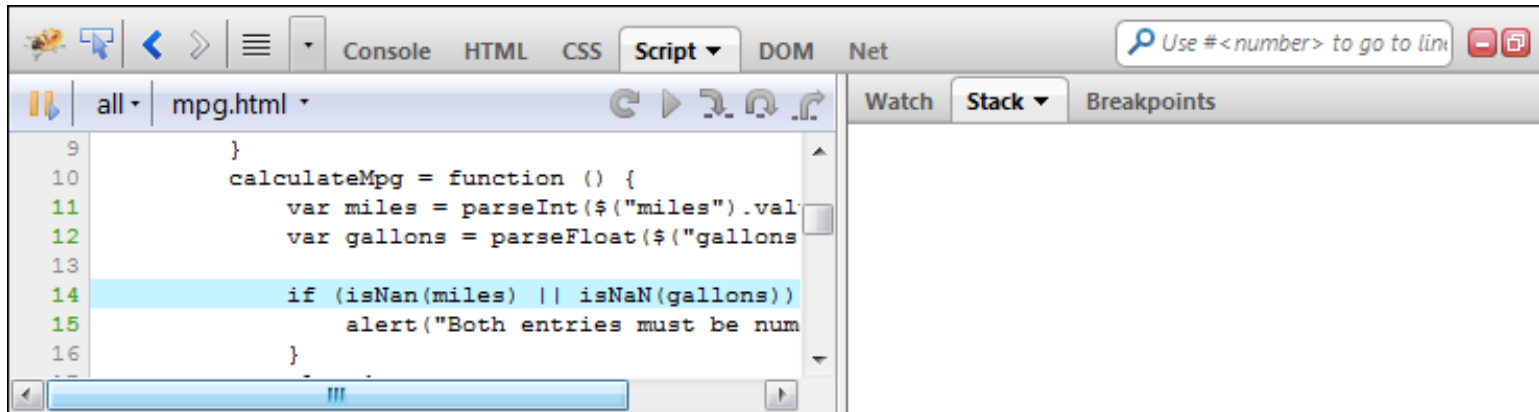 Console HTML CSS Script DOM Net Use #<number> to go to line
all mpg.html Watch Stack Breakpoints
9 }
10 calculateMpg = function () {
11 var miles = parseInt($("miles").val
12 var gallons = parseFloat($("gallons
13
14 if (isNan(miles) || isNaN(gallons))
15 alert("Both entries must be num
16 }